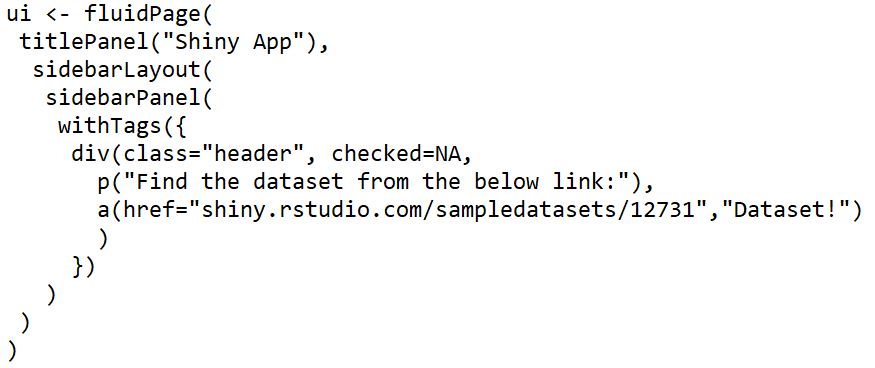 ui <- fluidPage(
 titlePanel("Shiny App"),
  sidebarLayout(
   sidebarPanel(
    withTags({
     div(class="header", checked=NA,
       p("Find the dataset from the below link:"),
       a(href="shiny.rstudio.com/sampledatasets/12731","Dataset!")
       )
     })
   )
 )
)